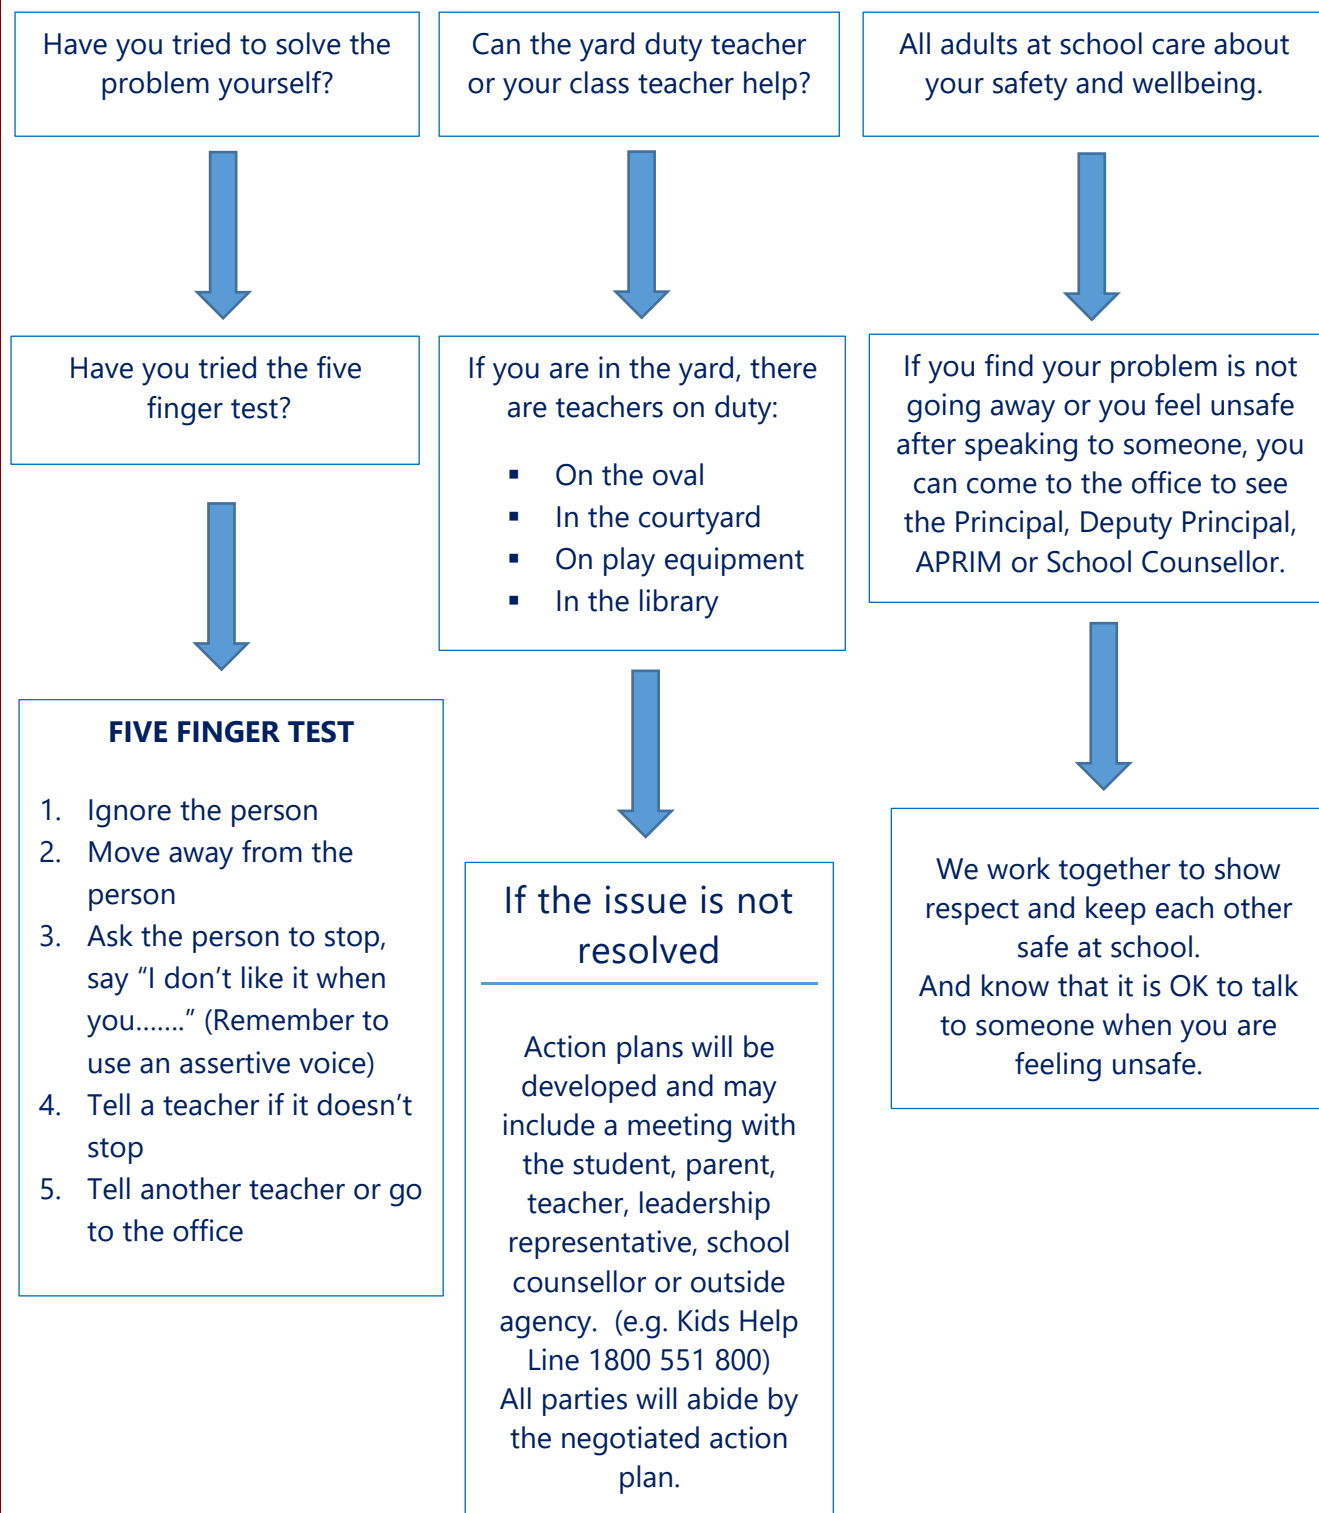 Have you tried to solve the
problem yourself?
Can the yard duty teacher
or your class teacher help?
All adults at school care about
your safety and wellbeing.
Have you tried the five
finger test?
If you are in the yard, there
are teachers on duty:
▪ On the oval
▪ In the courtyard
▪ On play equipment
▪ In the library
If you find your problem is not
going away or you feel unsafe
after speaking to someone, you
can come to the office to see
the Principal, Deputy Principal,
APRIM or School Counsellor.
FIVE FINGER TEST
1. Ignore the person
2. Move away from the
person
3. Ask the person to stop,
say “I don’t like it when
you…….” (Remember to
use an assertive voice)
4. Tell a teacher if it doesn’t
stop
5. Tell another teacher or go
to the office
If the issue is not
resolved
Action plans will be
developed and may
include a meeting with
the student, parent,
teacher, leadership
representative, school
counsellor or outside
agency.  (e.g. Kids Help
Line 1800 551 800)
All parties will abide by
the negotiated action
plan.
We work together to show
respect and keep each other
safe at school.
And know that it is OK to talk
to someone when you are
feeling unsafe.